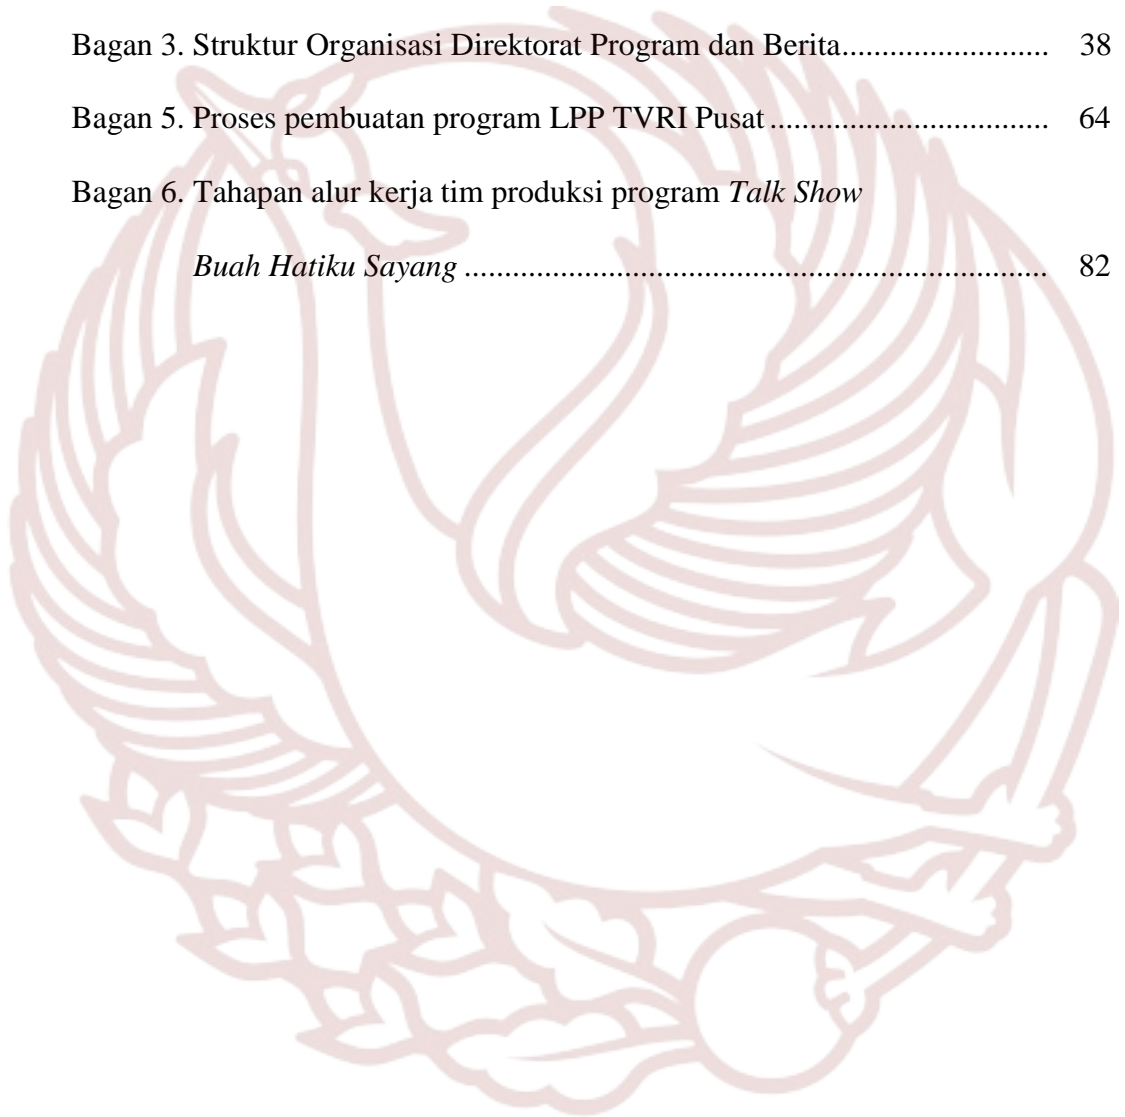 Bagan 3. Struktur Organisasi Direktorat Program dan Berita......................... 38
Bagan 5. Proses pembuatan program LPP TVRI Pusat.................................. 64
Bagan 6. Tahapan alur kerja tim produksi program Talk Show
Buah Hatiku Sayang....................................................................... 82